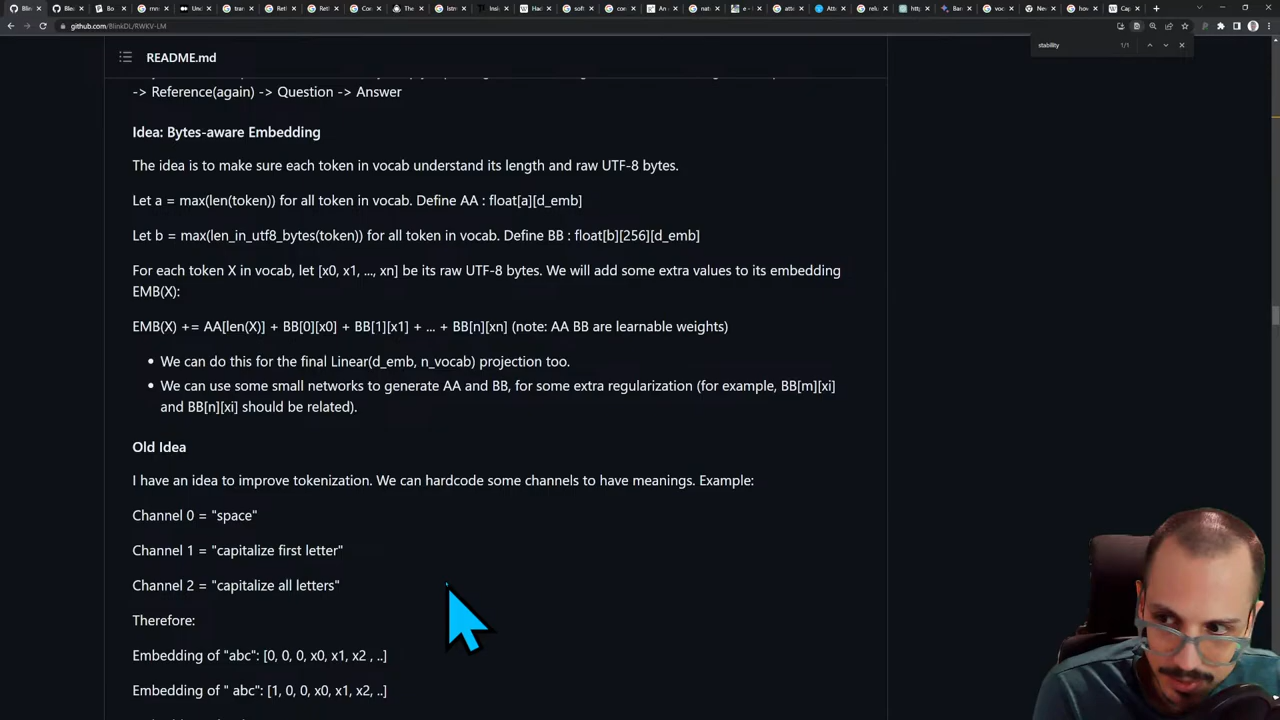 github.com/BlinkDL/RWKV-LM
stability
1/1
README.md
-> Reference(again) -> Question -> Answer
Idea: Bytes-aware Embedding
The idea is to make sure each token in vocab understand its length and raw UTF-8 bytes.
Let a = max(len(token)) for all token in vocab. Define AA : float[a][d_emb]
Let b = max(len_in_utf8_bytes(token)) for all token in vocab. Define BB : float[b][256][d_emb]
For each token X in vocab, let [x0, x1, ..., xn] be its raw UTF-8 bytes. We will add some extra values to its embedding
EMB(X):
EMB(X) += AA[len(X)] + BB[0][x0] + BB[1][x1] + ... + BB[n][xn] (note: AA BB are learnable weights)
• We can do this for the final Linear(d_emb, n_vocab) projection too.
• We can use some small networks to generate AA and BB, for some extra regularization (for example, BB[m][xi]
and BB[n][xi] should be related).
Old Idea
I have an idea to improve tokenization. We can hardcode some channels to have meanings. Example:
Channel 0 = "space"
Channel 1 = "capitalize first letter"
Channel 2 = "capitalize all letters"
Therefore:
Embedding of "abc": [0, 0, 0, x0, x1, x2 , ..]
Embedding of " abc": [1, 0, 0, x0, x1, x2, ..]